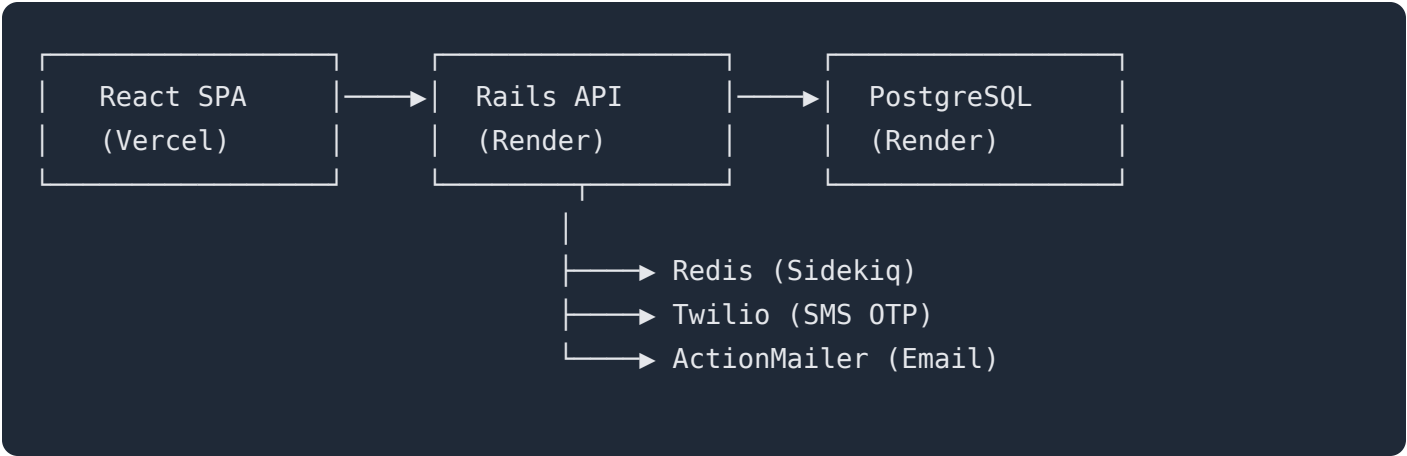 React SPA Rails API PostgreSQL
(Vercel) (Render) (Render)
Redis (Sidekiq)
Twilio (SMS OTP)
ActionMailer (Email)